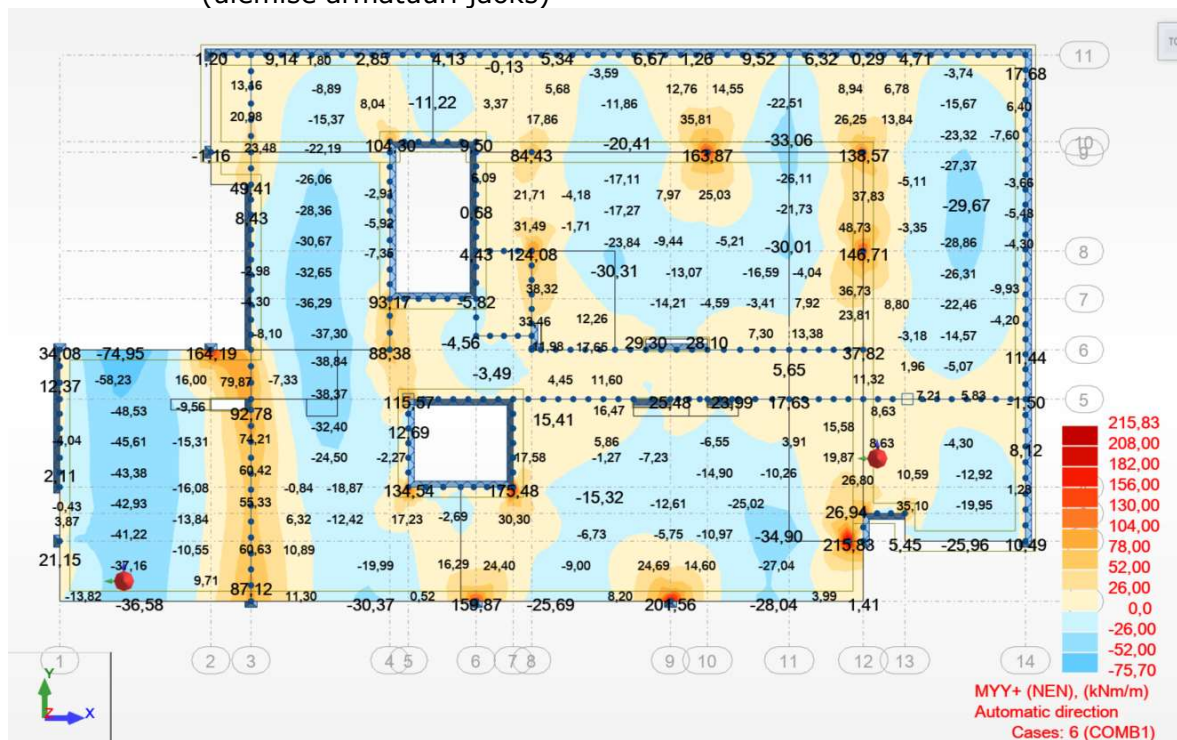 (ülemise armatuuri jaoks)
1,20 9,14 1,80 2,85 4,13 -0,13 5,34 6,67 1,26 9,52 6,32 0,29 4,71 11
-3,59 -3,74 17,68
13,46 -8,89 5,68 12,76 14,55 8,94 6,78
8,04 -11,22 3,37 -11,86 -22,51 -15,67 6,40
20,98 -15,37 17,86 35,81 26,25 13,84
-23,32 -7,60
-1,16 23,48 -22,19 104,30 9,50 84,43 -20,41 163,87 -33,06 138,57 10
9
-27,37
49,41 -26,06 6,09 -17,11 -26,11 -5,11 -3,66
21,71 -4,18 7,97 25,03 37,83
8,43 -28,36 0,68 -17,27 -21,73 -29,67 -5,48
-5,92 31,49 -1,71 48,73 -3,35
-30,67 -23,84 -9,44 -5,21 -30,01 -28,86 -4,30
-7,35 4,43 124,08 146,71 8
-32,65 -30,31 -13,07 -16,59 -4,04 -26,31
38,32 36,73 -9,93
-36,29 93,17 -5,82 -14,21 -4,59 -3,41 7,92 8,80 -22,46 7
33,46 12,26 23,81 -4,20
-8,10 -37,30 7,30 13,38 -3,18 -14,57
34,08 -74,95 164,19 88,38 -4,56 17,65 29,30 28,10 37,82 11,44 6
-38,84 1,96 -5,07
-58,23 16,00 79,87 -7,33 -3,49 4,45 11,60 5,65 11,32
12,37 -38,37 7,21 5,83
-48,53 -9,56 92,78 115,57 15,41 16,47 25,48 23,99 17,63 8,63 -1,50 5
-32,40 12,69 15,58
-4,04 -45,61 -15,31 74,21 5,86 -6,55 3,91 8,63 -4,30 8,12
-24,50 -2,27 17,58 -1,27 -7,23 19,87
2,11 -43,38 60,42 -14,90 -10,26 26,80 10,59 -12,92
-16,08 -0,84 -18,87 134,54 175,48 -15,32 1,28
-0,43 -42,93 55,33 -12,61 -25,02 26,94 35,10 -19,95
3,87 -13,84 6,32 -12,42 17,23 -2,69 30,30
-41,22 -6,73 -5,75 -10,97 -34,90
21,15 -10,55 60,63 10,89 215,83 5,45 -25,96 10,49
-37,16 -19,99 16,29 24,40 -9,00 24,69 14,60 -27,04
9,71 87,12
-13,82 -36,58 11,30 -30,37 0,52 159,87 -25,69 8,20 201,56 -28,04 3,99 1,41
1 2 3 4 5 6 7 8 9 10 11 12 13 14
215,83
208,00
182,00
156,00
130,00
104,00
78,00
52,00
26,00
0,0
-26,00
-52,00
-75,70
Y
Z X
MYY+ (NEN), (kNm/m)
Automatic direction
Cases: 6 (COMB1)